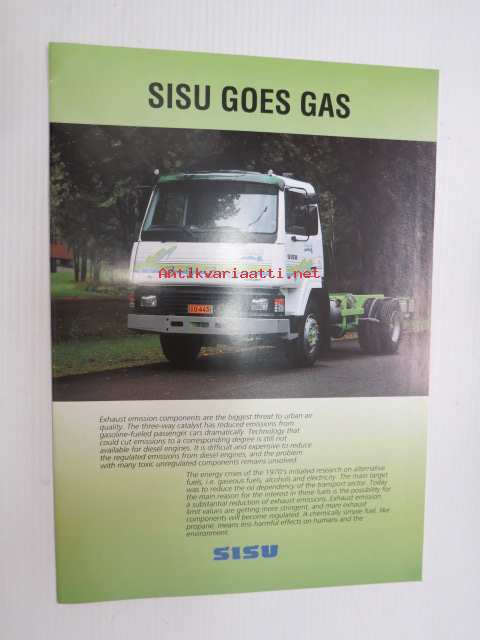 SISU GOES GAS
SISU
Antikvariaatti.net
Exhaust emission components are the biggest threat to urban air
quality. The three-way catalyst has reduced emissions from
gasoline-fueled passenger cars dramatically. Technology that
could cut emissions to a corresponding degree is still not
available for diesel engines. It is difficult and expensive to reduce
the regulated emissions from diesel engines, and the problem
with many toxic unregulated components remains unsolved.
The energy crises of the 1970's initiated research on alternative
fuels, i.e. gaseous fuels, alcohols and electricity. The main target
was to reduce the oil dependency of the transport sector. Today
the main reason for the interest in these fuels is the possibility for
a substantial reduction of exhaust emissions. Exhaust emission
limit values are getting more stringent, and more exhaust
components will become regulated. A chemically simple fuel, like
propane, means less harmful effects on humans and the
environment.
SISU